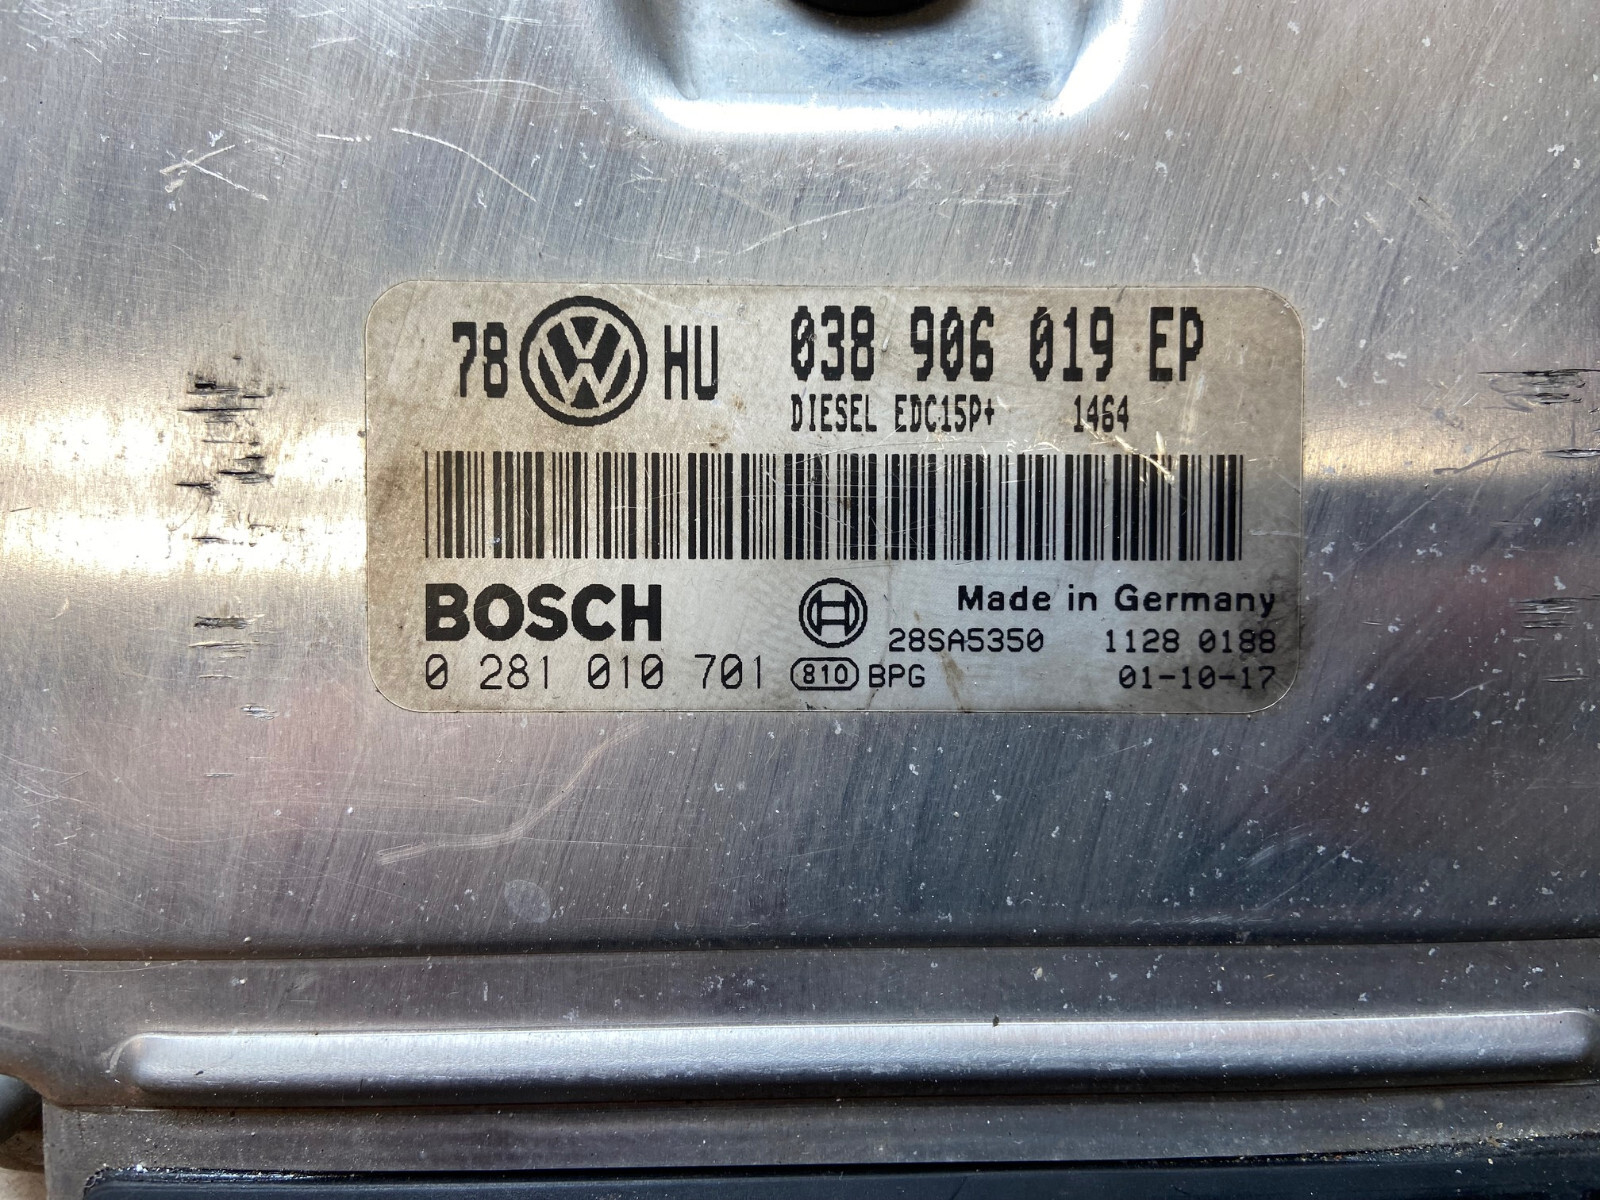 78 VW HU 038 906 019 EP
DIESEL EDC15P+ 1464
BOSCH Made in Germany
28SA5350 1128 0188
0 281 010 701 810 BPG 01-10-17